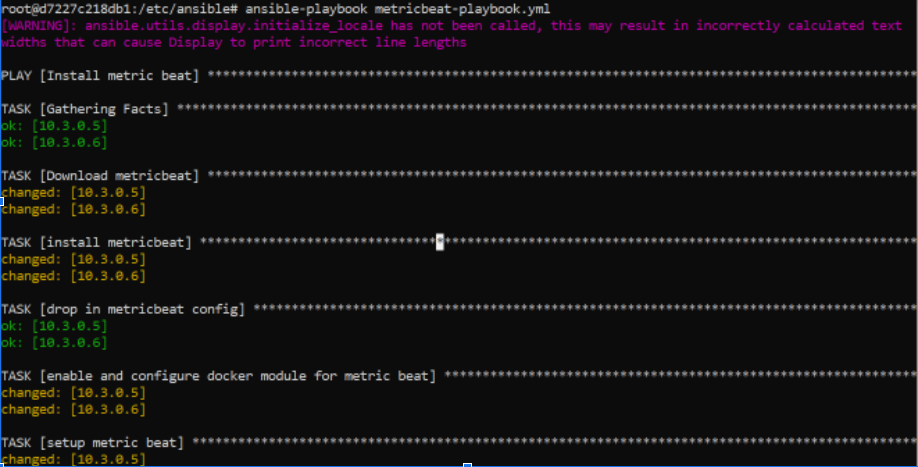 root@d7227c218db1:/etc/ansible# ansible-playbook metricbeat-playbook.yml
[WARNING]: ansible.utils.display.initialize_locale has not been called, this may result in incorrectly calculated text
widths that can cause Display to print incorrect line lengths
PLAY [Install metric beat] **********************************************************************************************
TASK [Gathering Facts] **************************************************************************************************
ok: [10.3.0.5]
ok: [10.3.0.6]
TASK [Download metricbeat] **********************************************************************************************
changed: [10.3.0.5]
changed: [10.3.0.6]
TASK [install metricbeat] ***********************************************************************************************
changed: [10.3.0.5]
changed: [10.3.0.6]
TASK [drop in metricbeat config] ****************************************************************************************
ok: [10.3.0.5]
ok: [10.3.0.6]
TASK [enable and configure docker module for metric beat] ***************************************************************
changed: [10.3.0.5]
changed: [10.3.0.6]
TASK [setup metric beat] ************************************************************************************************
changed: [10.3.0.5]